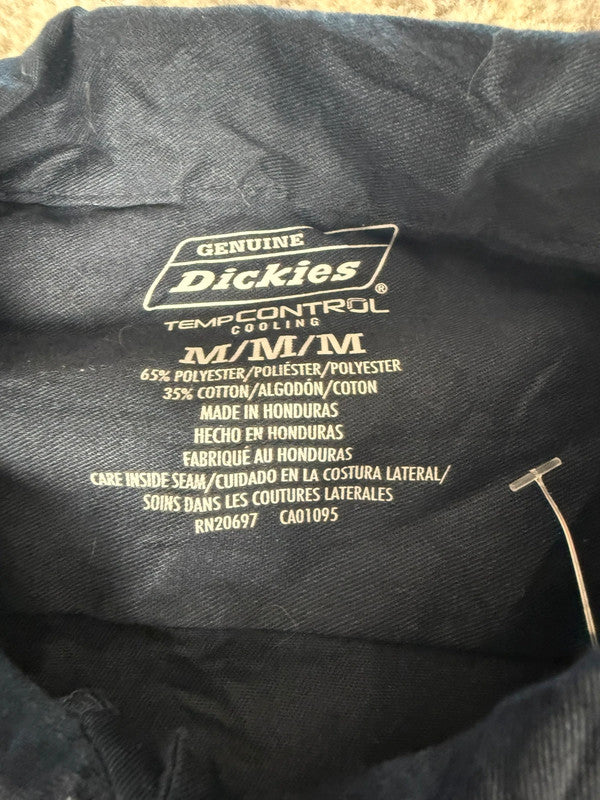 GENUINE
Dickies®
TEMPCONTROL
COOLING
M/M/M
65% POLYESTER/POLIÉSTER/POLYESTER
35% COTTON/ALGODÓN/COTON
MADE IN HONDURAS
HECHO EN HONDURAS
FABRIQUÉ AU HONDURAS
CARE INSIDE SEAM/CUIDADO EN LA COSTURA LATERAL/
SOINS DANS LES COUTURES LATERALES
RN20697 CA01095